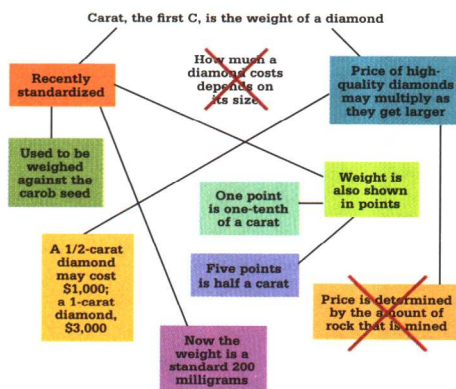 Carat, the first C, is the weight of a diamond
How much a
diamond costs
depends on
its size
Recently
standardized
Price of high-
quality diamonds
may multiply as
they get larger
Used to be
weighed
against the
carob seed
Weight is
also shown
in points
One point
is one-tenth
of a carat
A 1/2-carat
diamond
may cost
$1,000;
a 1-carat
diamond,
$3,000
Five points
is half a carat
Price is determined
by the amount of
rock that is mined
Now the
weight is a
standard 200
milligrams